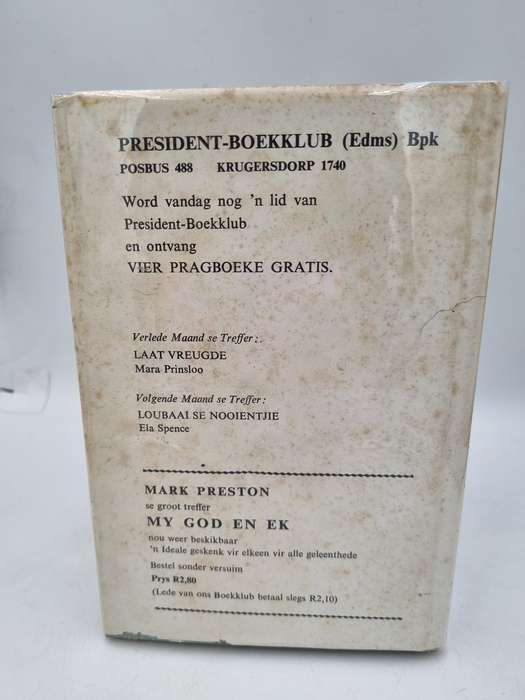 PRESIDENT-BOEKKLUB (Edms) Bpk
POSBUS 488 KRUGERSDORP 1740
Word vandag nog 'n lid van
President-Boekklub
en ontvang
VIER PRAGBOEKE GRATIS.
Verlede Maand se Treffer:.
LAAT VREUGDE
Mara Prinsloo
Volgende Maand se Treffer:
LOUBAAI SE NOOIENTJIE
Ela Spence
MARK PRESTON
se groot treffer
MY GOD EN EK
nou weer beskikbaar
'n Ideale geskenk vir elkeen vir alle geleenthede
Bestel sonder versuim
Prys R2,80
(Lede van ons Boekklub betaal slegs R2,10)